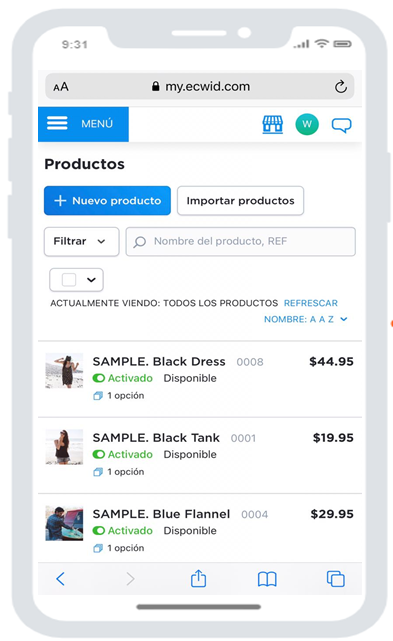 9:31
AA my.ecwid.com
MENÚ W
Productos
+ Nuevo producto Importar productos
Filtrar Nombre del producto, REF
ACTUALMENTE VIENDO: TODOS LOS PRODUCTOS REFRESCAR
NOMBRE: A A Z
SAMPLE. Black Dress 0008 $44.95
Activado Disponible
1 opción
SAMPLE. Black Tank 0001 $19.95
Activado Disponible
1 opción
SAMPLE. Blue Flannel 0004 $29.95
Activado Disponible
1 opción